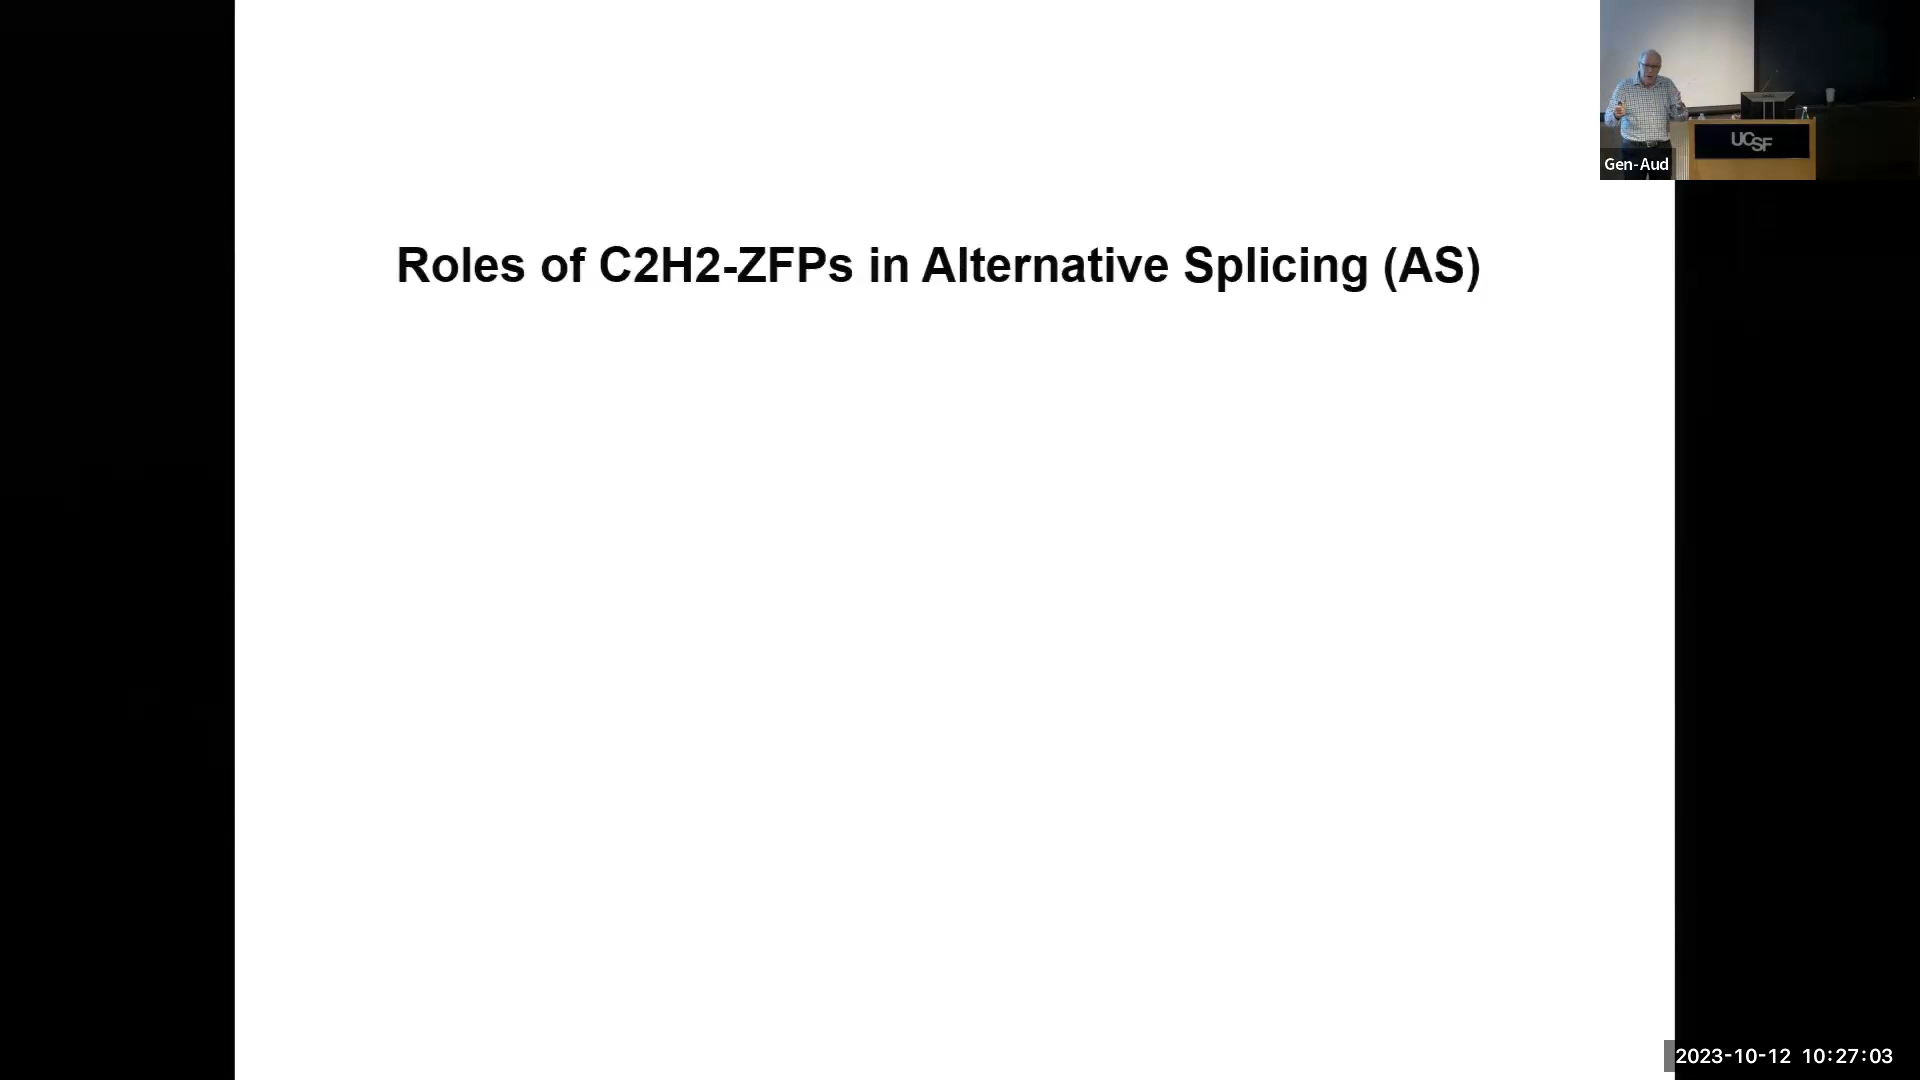 UCSF
Gen-Aud
Roles of C2H2-ZFPs in Alternative Splicing (AS)
2023-10-12 10:27:03